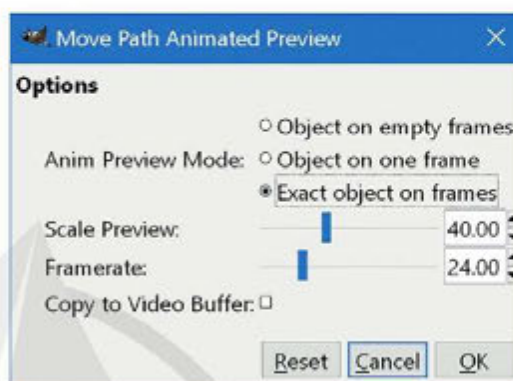 Move Path Animated Preview
Options
Object on empty frames
Anim Preview Mode: Object on one frame
Exact object on frames
Scale Preview: 40.00
Framerate: 24.00
Copy to Video Buffer:
Reset Cancel OK